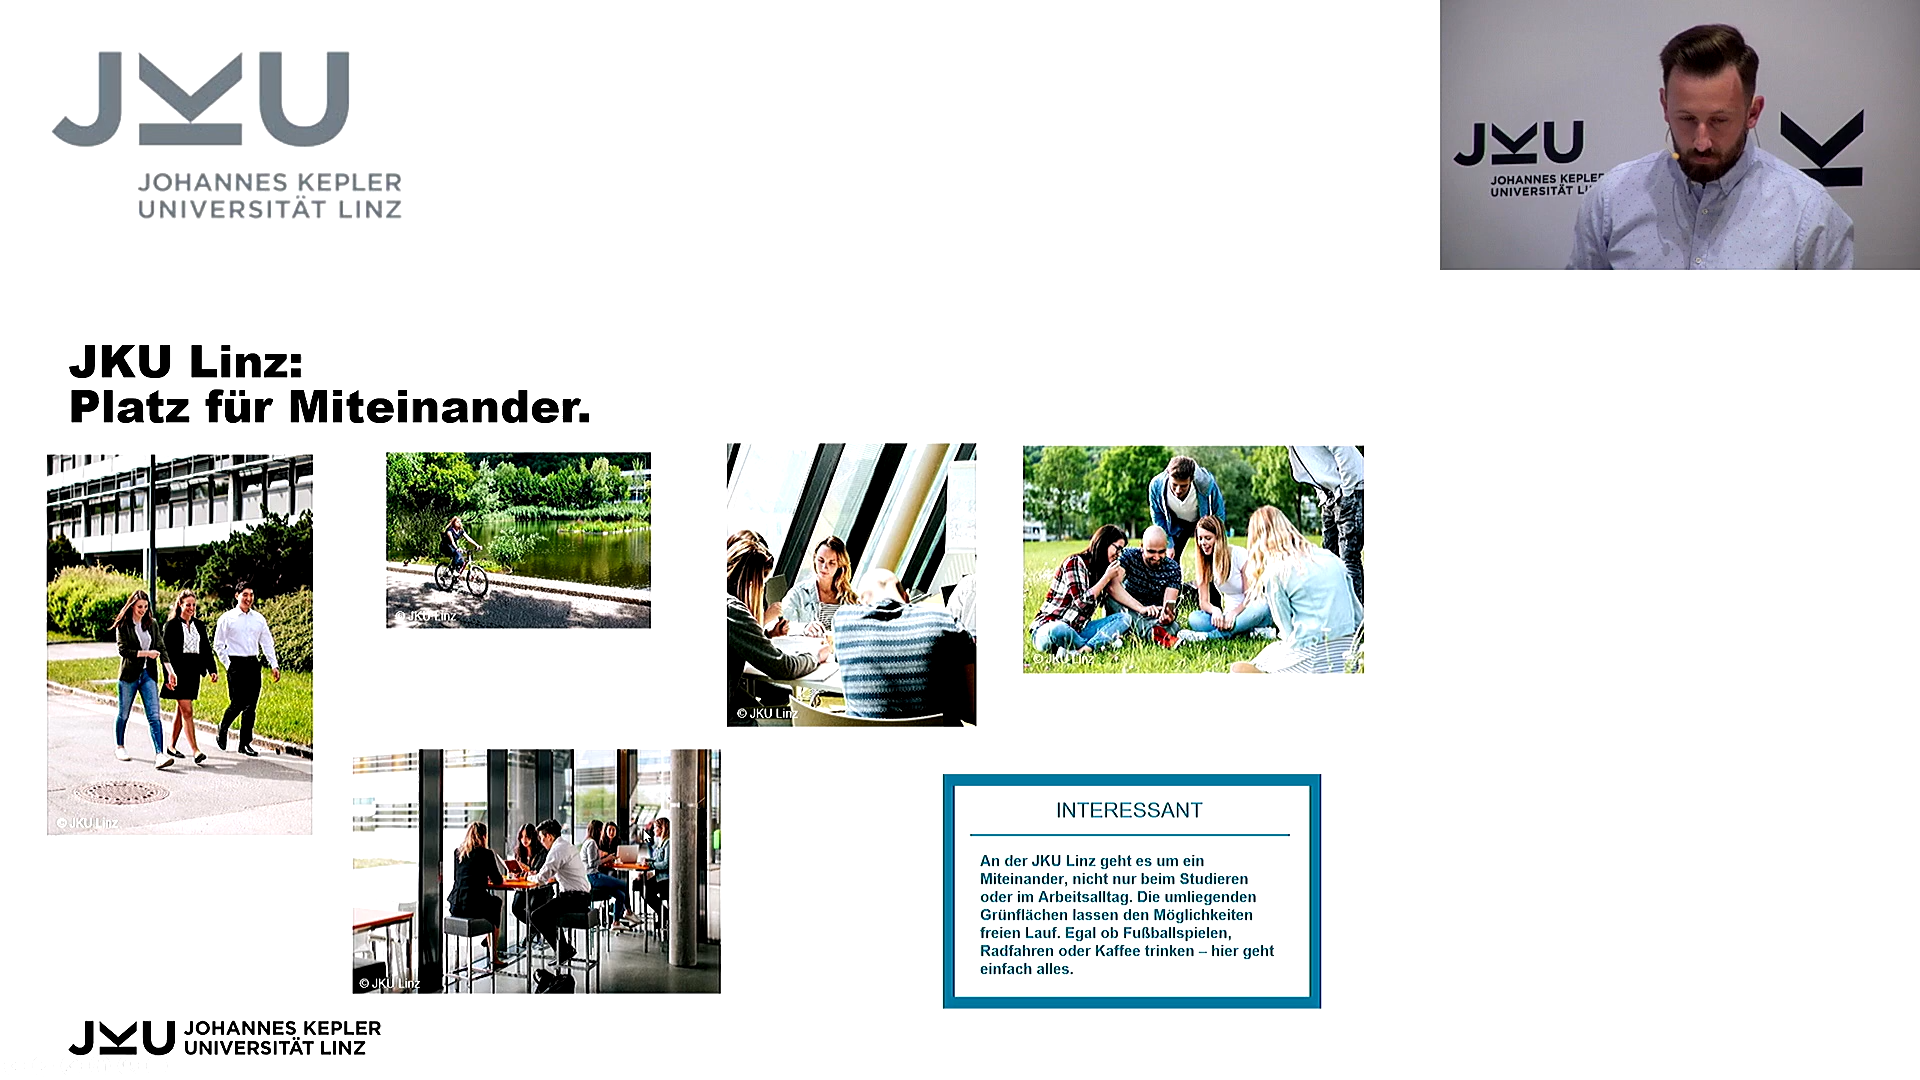 JKU
JOHANNES KEPLER
UNIVERSITÄT LINZ
JKU
JOHANNES KEPLER
UNIVERSITÄT
JKU Linz:
Platz für Miteinander.
© JKU Linz
© JKU Linz
© JKU Linz
© JKU Linz
© JKU Linz
INTERESSANT
An der JKU Linz geht es um ein
Miteinander, nicht nur beim Studieren
oder im Arbeitsalltag. Die umliegenden
Grünflächen lassen den Möglichkeiten
freien Lauf. Egal ob Fußballspielen,
Radfahren oder Kaffee trinken – hier geht
einfach alles.
JKU JOHANNES KEPLER
UNIVERSITÄT LINZ